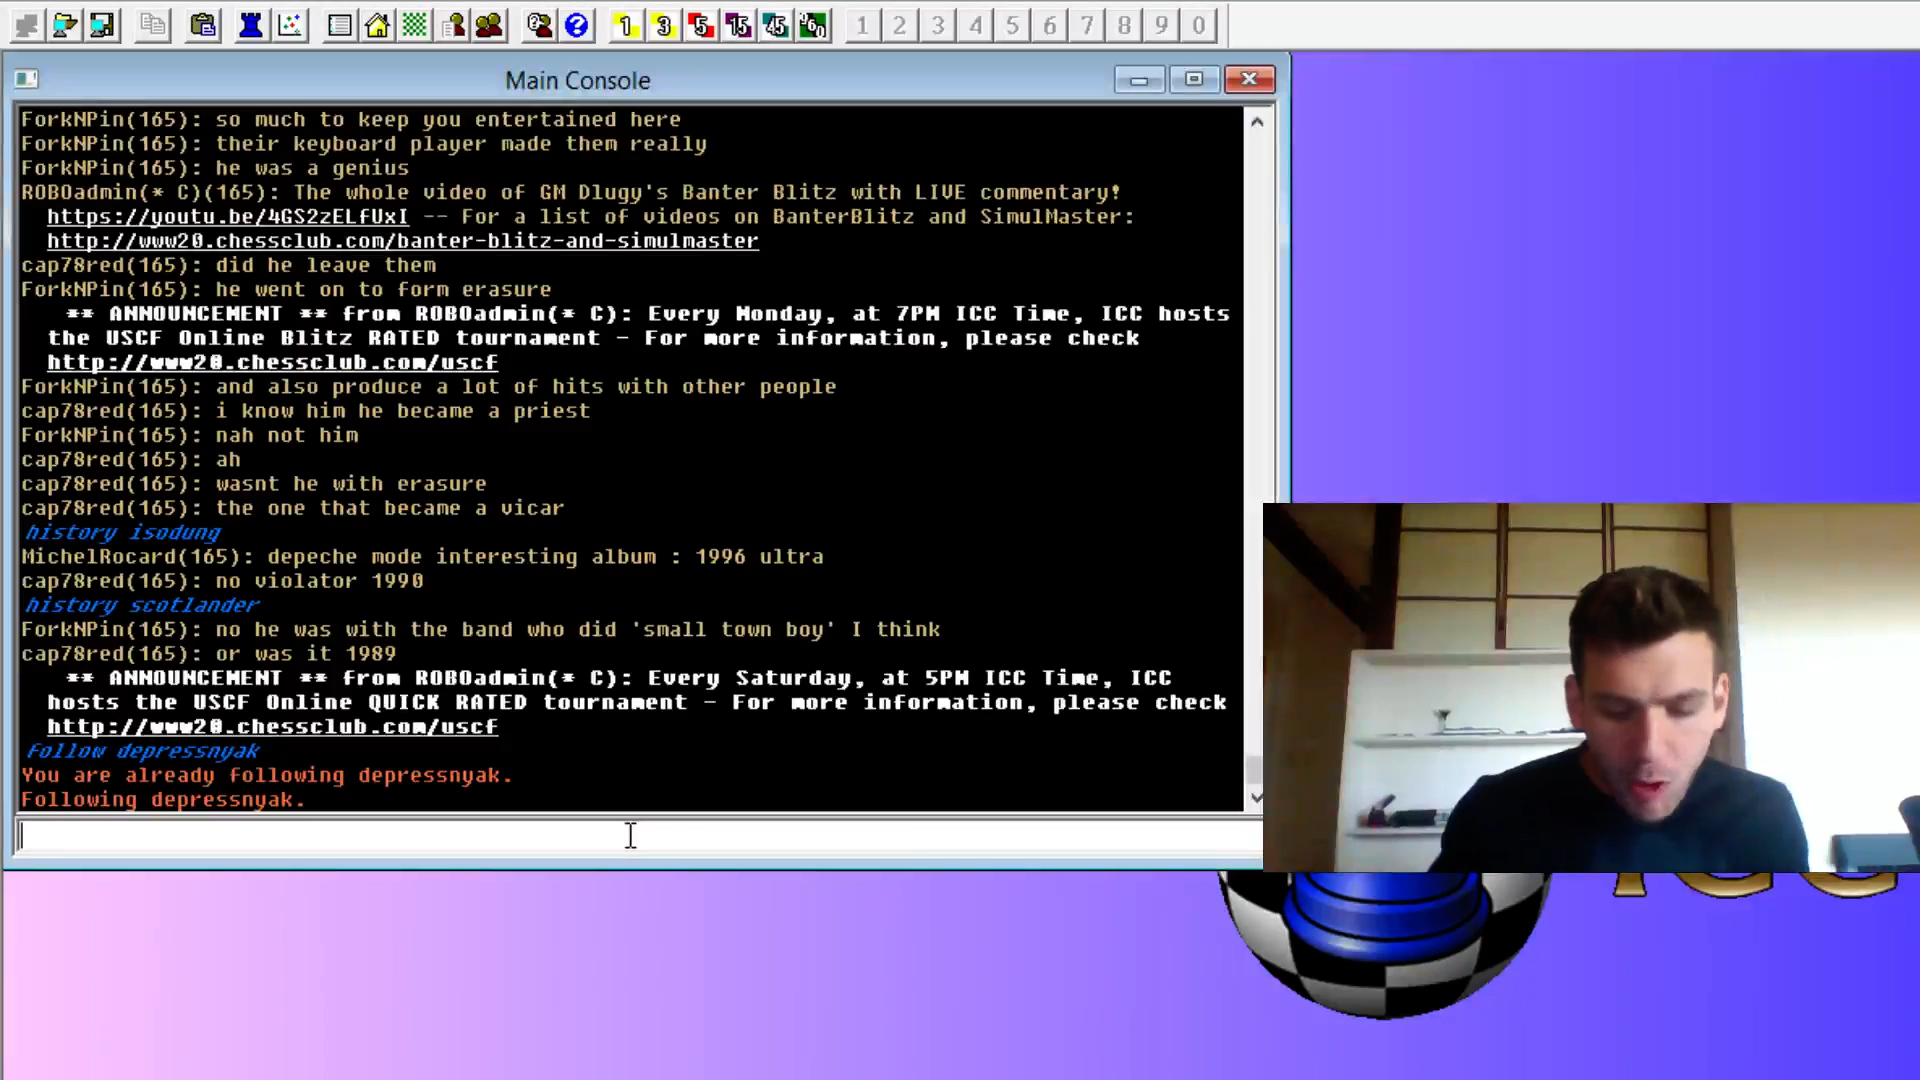 1 3 5 15 45 960 1 2 3 4 5 6 7 8 9 0
Main Console
ForkNPin(165): so much to keep you entertained here
ForkNPin(165): their keyboard player made them really
ForkNPin(165): he was a genius
ROBOadmin(* C)(165): The whole video of GM Dlugy's Banter Blitz with LIVE commentary!
https://youtu.be/4GS2zELfUxI -- For a list of videos on BanterBlitz and SimulMaster:
http://www20.chessclub.com/banter-blitz-and-simulmaster
cap78red(165): did he leave them
ForkNPin(165): he went on to form erasure
** ANNOUNCEMENT ** from ROBOadmin(* C): Every Monday, at 7PM ICC Time, ICC hosts
the USCF Online Blitz RATED tournament - For more information, please check
http://www20.chessclub.com/uscf
ForkNPin(165): and also produce a lot of hits with other people
cap78red(165): i know him he became a priest
ForkNPin(165): nah not him
cap78red(165): ah
cap78red(165): wasnt he with erasure
cap78red(165): the one that became a vicar
history isodung
MichelRocard(165): depeche mode interesting album : 1996 ultra
cap78red(165): no violator 1990
history scotlander
ForkNPin(165): no he was with the band who did 'small town boy' I think
cap78red(165): or was it 1989
** ANNOUNCEMENT ** from ROBOadmin(* C): Every Saturday, at 5PM ICC Time, ICC
hosts the USCF Online QUICK RATED tournament - For more information, please check
http://www20.chessclub.com/uscf
Follow depressnyak
You are already following depressnyak.
Following depressnyak.
ICC